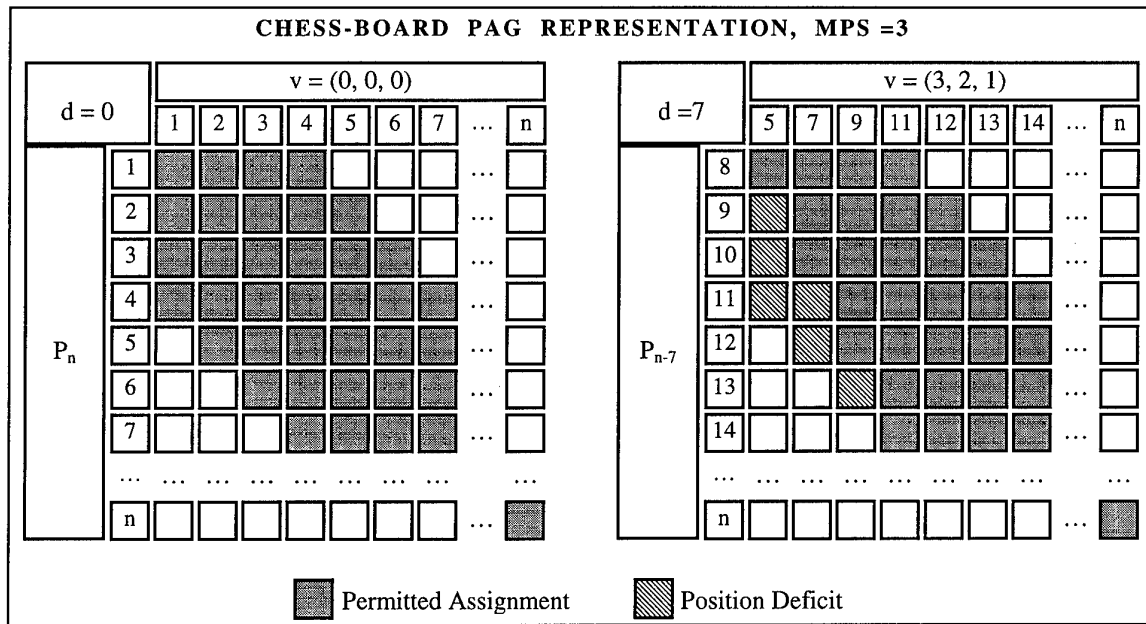 CHESS-BOARD PAG REPRESENTATION, MPS =3
d = 0
v = (0, 0, 0)
1 2 3 4 5 6 7 ... n
P_n
1
2 ...
3 ...
4 ...
5 ...
6 ...
7 ...
... ... ... ... ... ... ... ... ...
n ...
d =7
v = (3, 2, 1)
5 7 9 11 12 13 14 ... n
P_n-7
8 ...
9 ...
10 ...
11 ...
12 ...
13 ...
14 ...
... ... ... ... ... ... ... ... ...
n ...
Permitted Assignment
Position Deficit